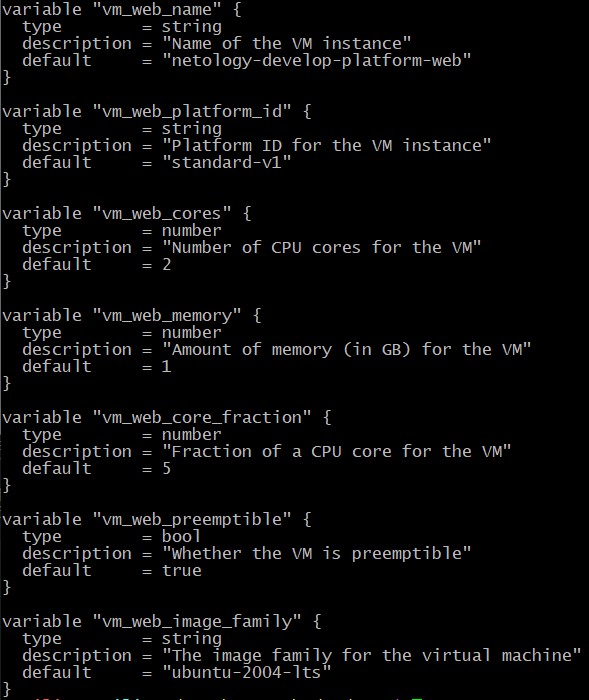 variable "vm_web_name" {
  type        = string
  description = "Name of the VM instance"
  default     = "netology-develop-platform-web"
}

variable "vm_web_platform_id" {
  type        = string
  description = "Platform ID for the VM instance"
  default     = "standard-v1"
}

variable "vm_web_cores" {
  type        = number
  description = "Number of CPU cores for the VM"
  default     = 2
}

variable "vm_web_memory" {
  type        = number
  description = "Amount of memory (in GB) for the VM"
  default     = 1
}

variable "vm_web_core_fraction" {
  type        = number
  description = "Fraction of a CPU core for the VM"
  default     = 5
}

variable "vm_web_preemptible" {
  type        = bool
  description = "Whether the VM is preemptible"
  default     = true
}

variable "vm_web_image_family" {
  type        = string
  description = "The image family for the virtual machine"
  default     = "ubuntu-2004-lts"
}